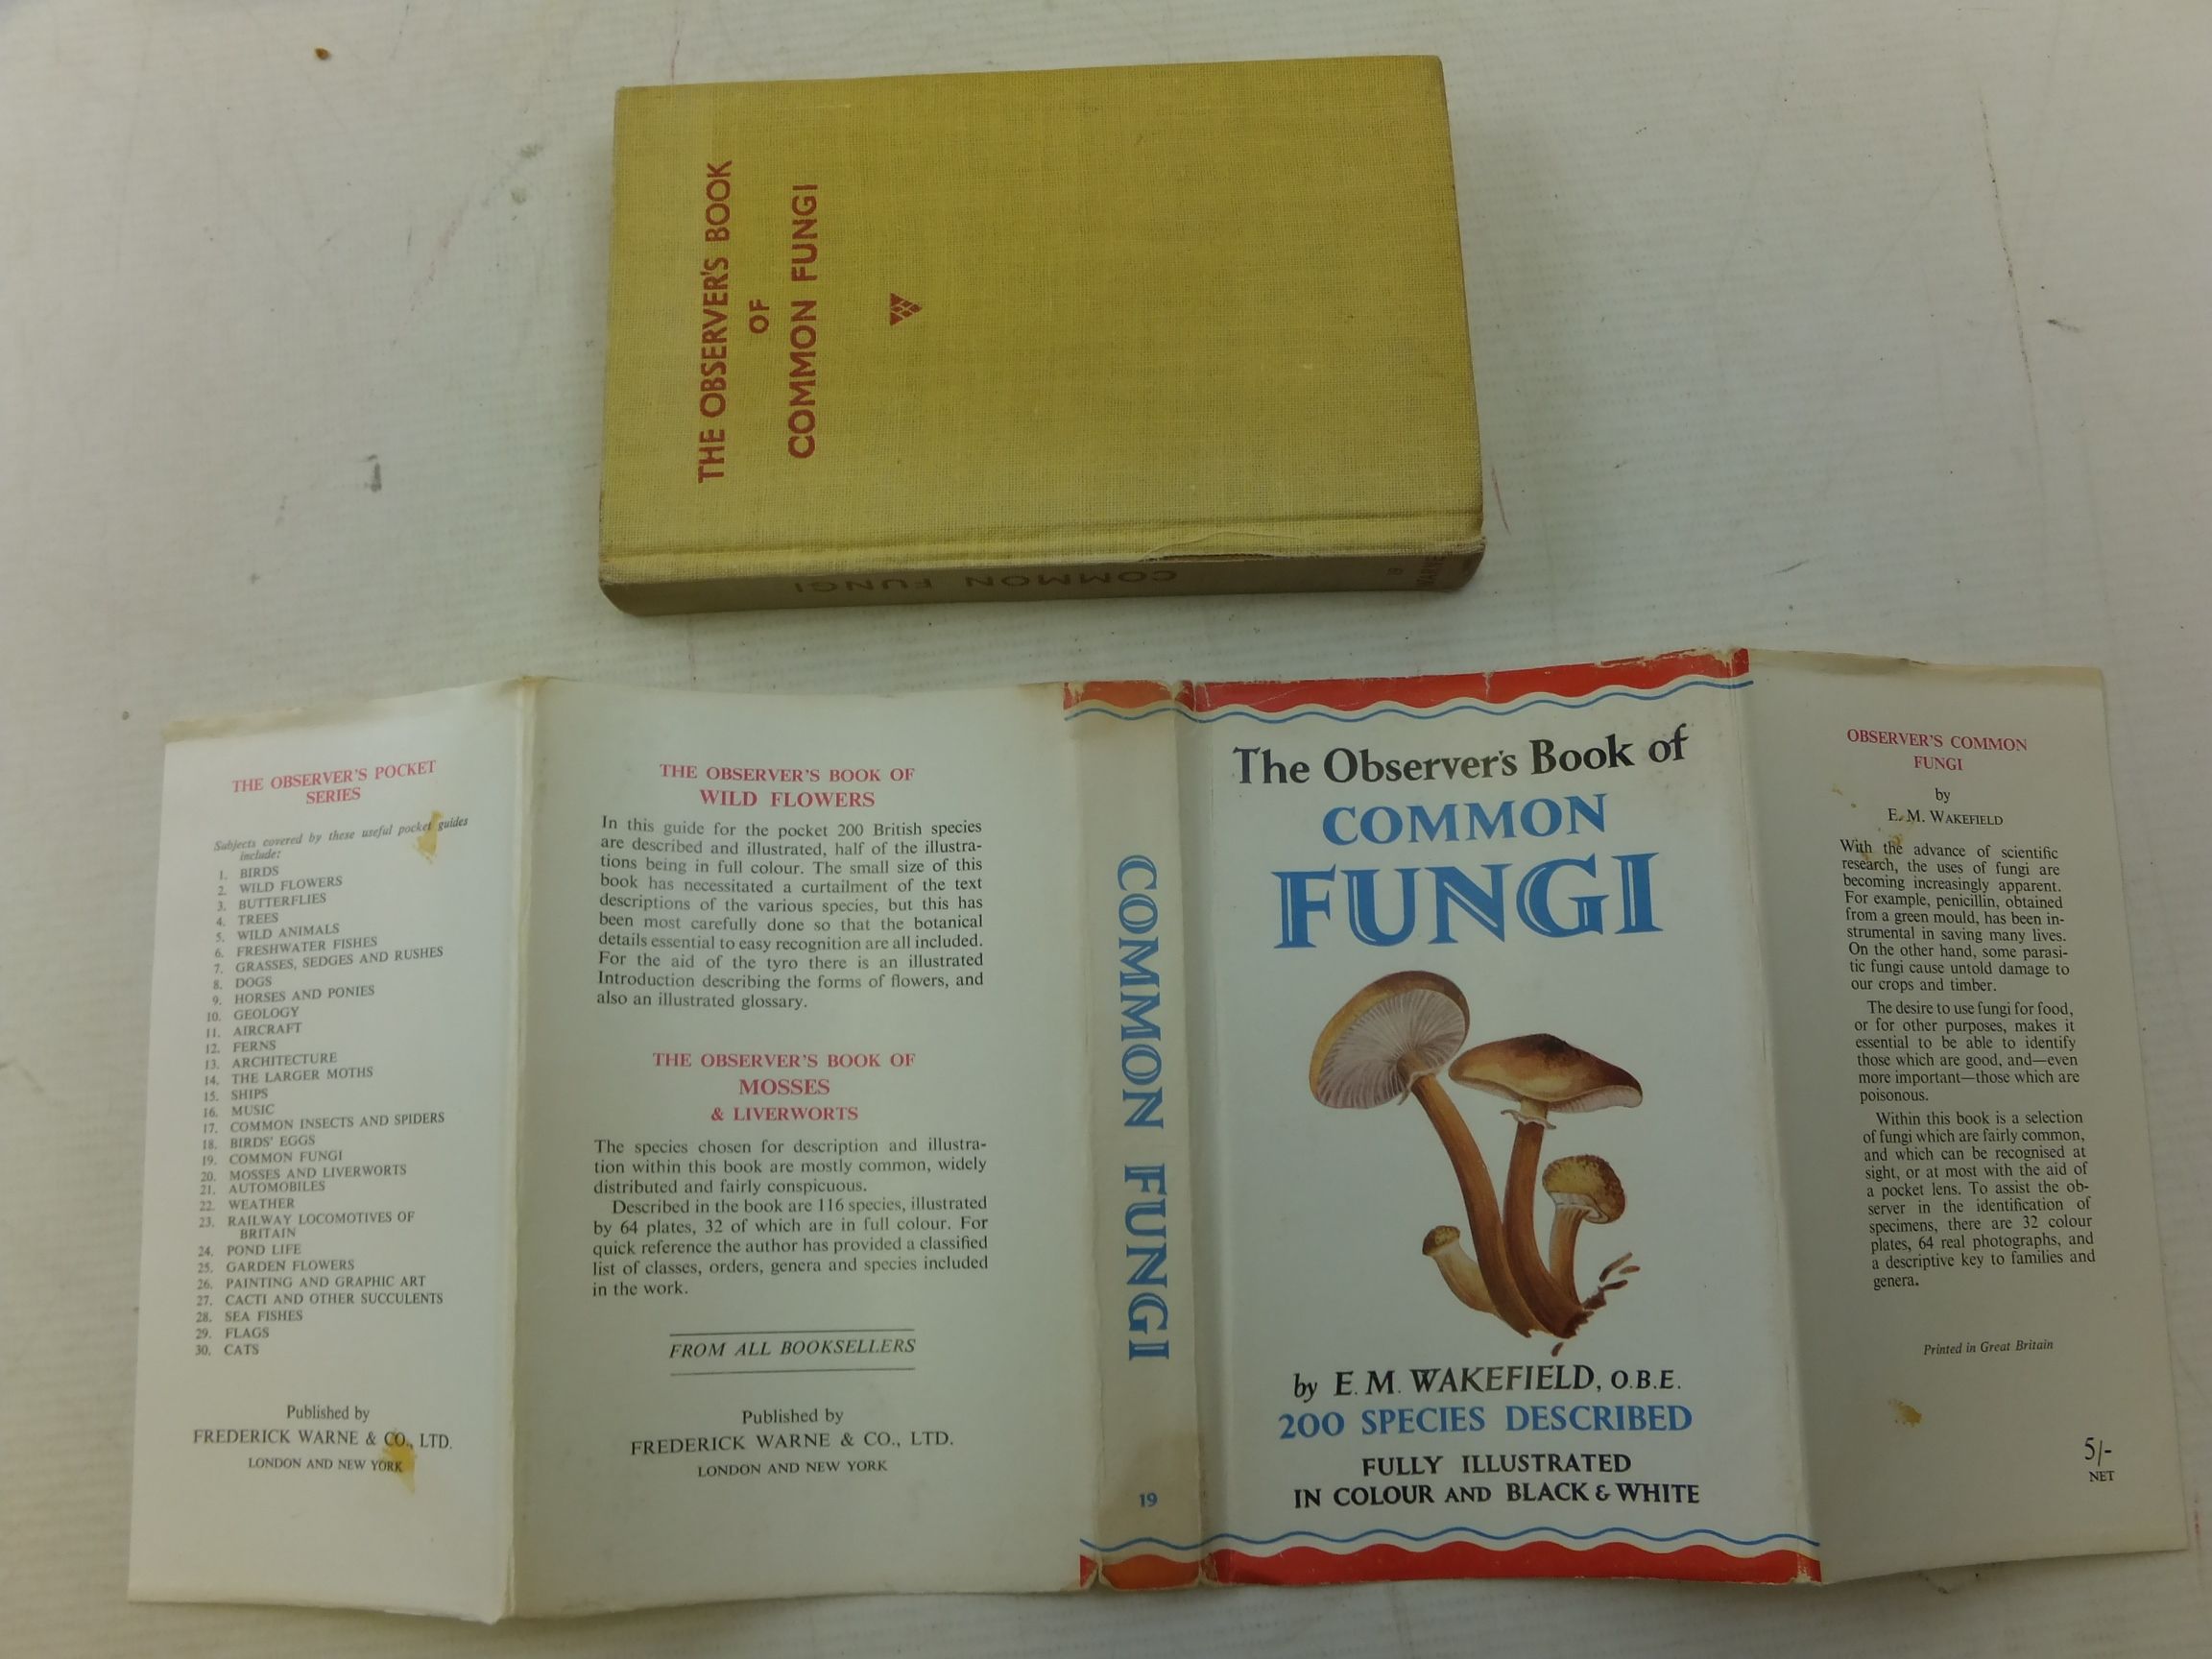 THE OBSERVER'S BOOK
OF
COMMON FUNGI
COMMON FUNGI
19
WARNE
THE OBSERVER'S POCKET
SERIES
Subjects covered by these useful pocket guides
include:
1. BIRDS
2. WILD FLOWERS
3. BUTTERFLIES
4. TREES
5. WILD ANIMALS
6. FRESHWATER FISHES
7. GRASSES, SEDGES AND RUSHES
8. DOGS
9. HORSES AND PONIES
10. GEOLOGY
11. AIRCRAFT
12. FERNS
13. ARCHITECTURE
14. THE LARGER MOTHS
15. SHIPS
16. MUSIC
17. COMMON INSECTS AND SPIDERS
18. BIRDS' EGGS
19. COMMON FUNGI
20. MOSSES AND LIVERWORTS
21. AUTOMOBILES
22. WEATHER
23. RAILWAY LOCOMOTIVES OF
BRITAIN
24. POND LIFE
25. GARDEN FLOWERS
26. PAINTING AND GRAPHIC ART
27. CACTI AND OTHER SUCCULENTS
28. SEA FISHES
29. FLAGS
30. CATS
Published by
FREDERICK WARNE & CO., LTD.
LONDON AND NEW YORK
THE OBSERVER'S BOOK OF
WILD FLOWERS
In this guide for the pocket 200 British species
are described and illustrated, half of the illustra-
tions being in full colour. The small size of this
book has necessitated a curtailment of the text
descriptions of the various species, but this has
been most carefully done so that the botanical
details essential to easy recognition are all included.
For the aid of the tyro there is an illustrated
Introduction describing the forms of flowers, and
also an illustrated glossary.
THE OBSERVER'S BOOK OF
MOSSES
& LIVERWORTS
The species chosen for description and illustra-
tion within this book are mostly common, widely
distributed and fairly conspicuous.
Described in the book are 116 species, illustrated
by 64 plates, 32 of which are in full colour. For
quick reference the author has provided a classified
list of classes, orders, genera and species included
in the work.
FROM ALL BOOKSELLERS
Published by
FREDERICK WARNE & CO., LTD.
LONDON AND NEW YORK
COMMON FUNGI
19
The Observer's Book of
COMMON
FUNGI
by E. M. WAKEFIELD, O.B.E.
200 SPECIES DESCRIBED
FULLY ILLUSTRATED
IN COLOUR AND BLACK & WHITE
OBSERVER'S COMMON
FUNGI
by
E. M. WAKEFIELD
With the advance of scientific
research, the uses of fungi are
becoming increasingly apparent.
For example, penicillin, obtained
from a green mould, has been in-
strumental in saving many lives.
On the other hand, some parasi-
tic fungi cause untold damage to
our crops and timber.
The desire to use fungi for food,
or for other purposes, makes it
essential to be able to identify
those which are good, and—even
more important—those which are
poisonous.
Within this book is a selection
of fungi which are fairly common,
and which can be recognised at
sight, or at most with the aid of
a pocket lens. To assist the ob-
server in the identification of
specimens, there are 32 colour
plates, 64 real photographs, and
a descriptive key to families and
genera.
Printed in Great Britain
5/-
NET